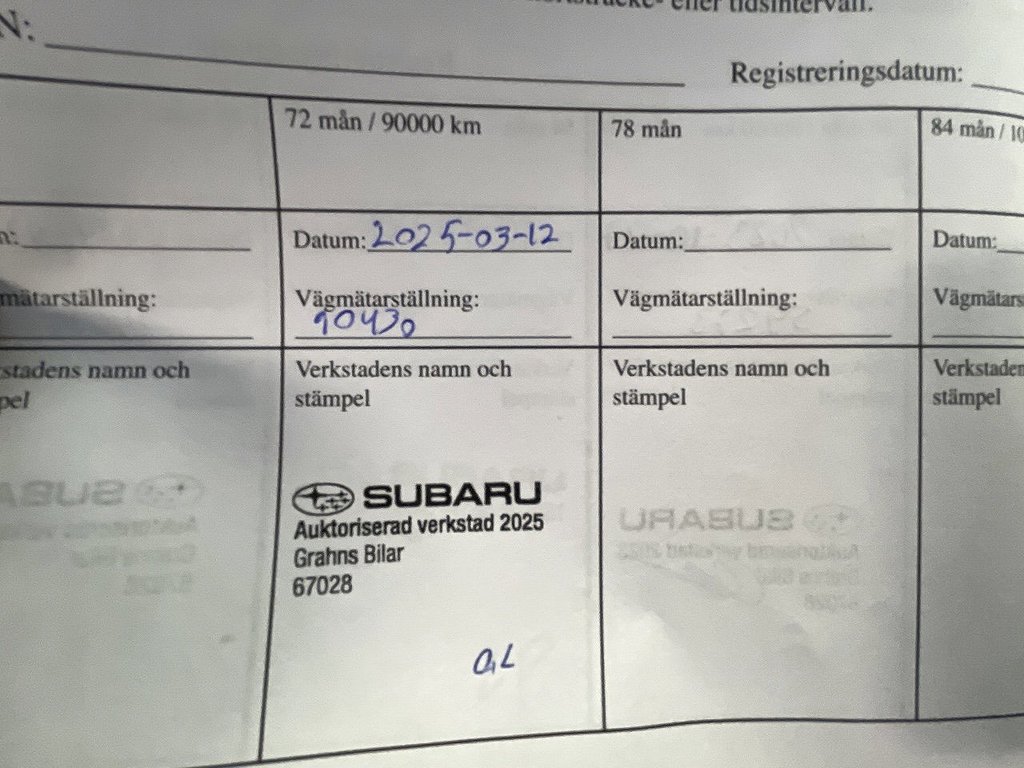 eller tidsintervall.
N:
Registreringsdatum:
72 mån / 90000 km
78 mån
84 mån / 10
Datum: 2025-03-12
Datum:
Datum:
mätarställning:
Vägmätarställning:
Vägmätarställning:
Vägmätars
90430
stadens namn och
Verkstadens namn och
Verkstadens namn och
Verkstaden
pel
stämpel
stämpel
stämpel
SUBARU
Auktoriserad verkstad 2025
Grahns Bilar
67028